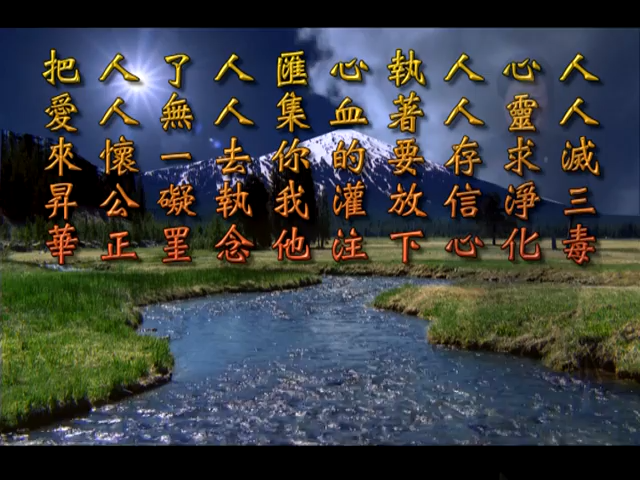 人人滅三毒
心靈求淨化
人人存信心
執著要放下
心血的灌注
匯集你我他
人人去執念
了無一礙罣
人人懷公正
把愛來昇華